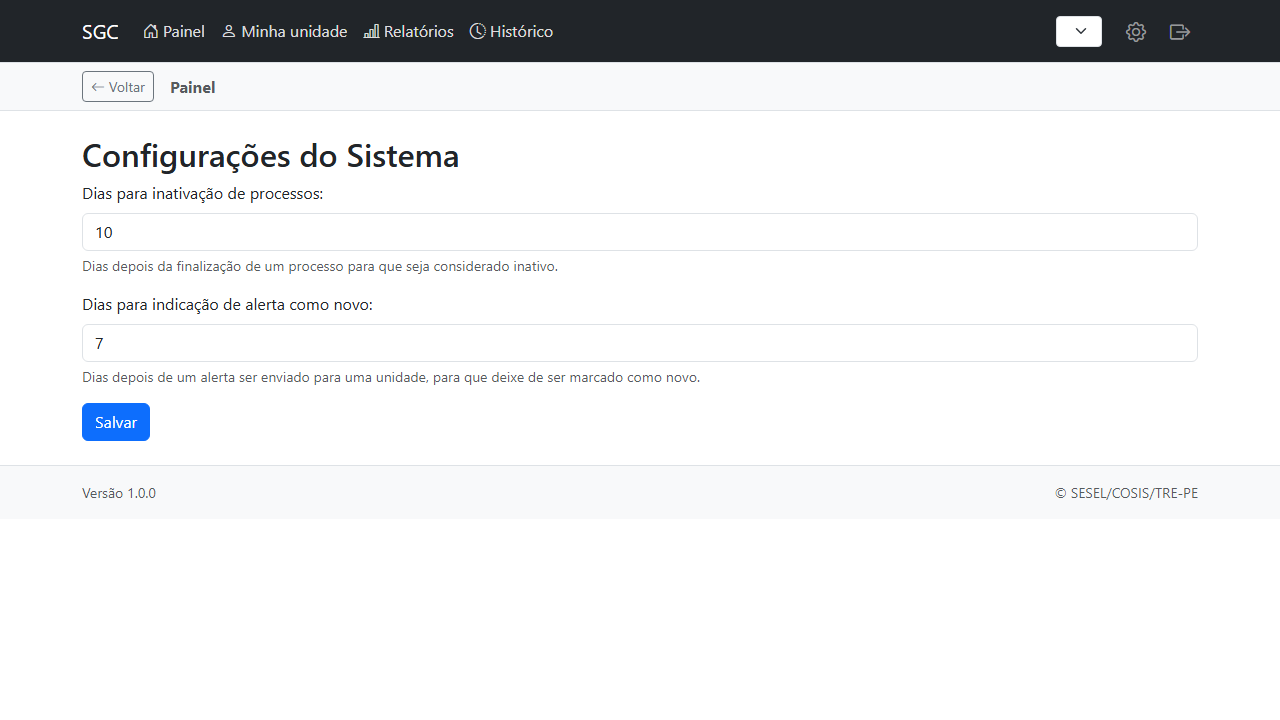 SGC Painel Minha unidade Relatórios Histórico
Voltar Painel
Configurações do Sistema
Dias para inativação de processos:
10
Dias depois da finalização de um processo para que seja considerado inativo.
Dias para indicação de alerta como novo:
7
Dias depois de um alerta ser enviado para uma unidade, para que deixe de ser marcado como novo.
Salvar
Versão 1.0.0 © SESEL/COSIS/TRE-PE